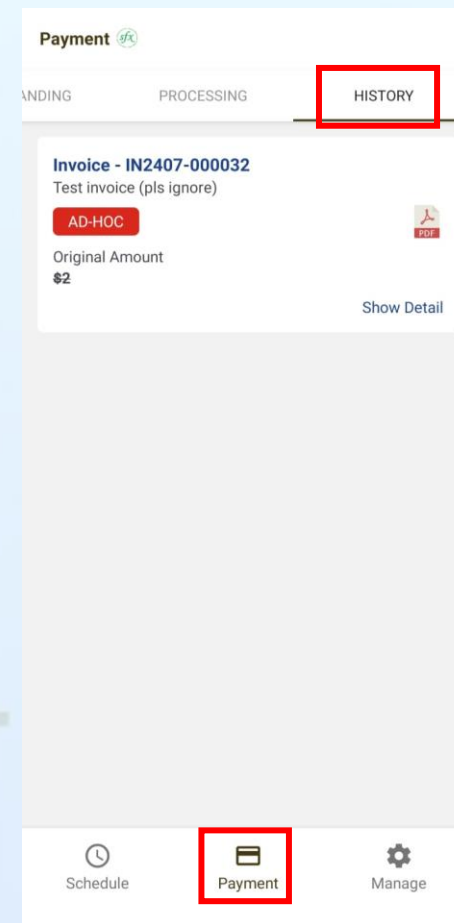 Payment sfx
ANDING PROCESSING HISTORY
Invoice - IN2407-000032
Test invoice (pls ignore)
AD-HOC
PDF
Original Amount
$2
Show Detail
Schedule Payment Manage